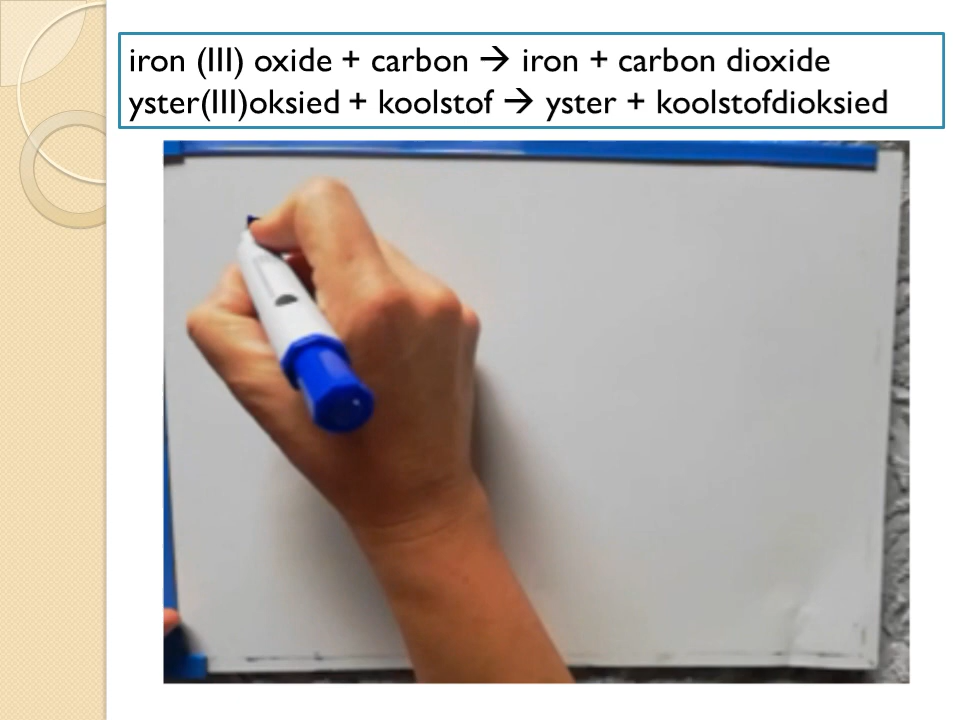 iron (III) oxide + carbon → iron + carbon dioxide
yster(III)oksied + koolstof → yster + koolstofdioksied